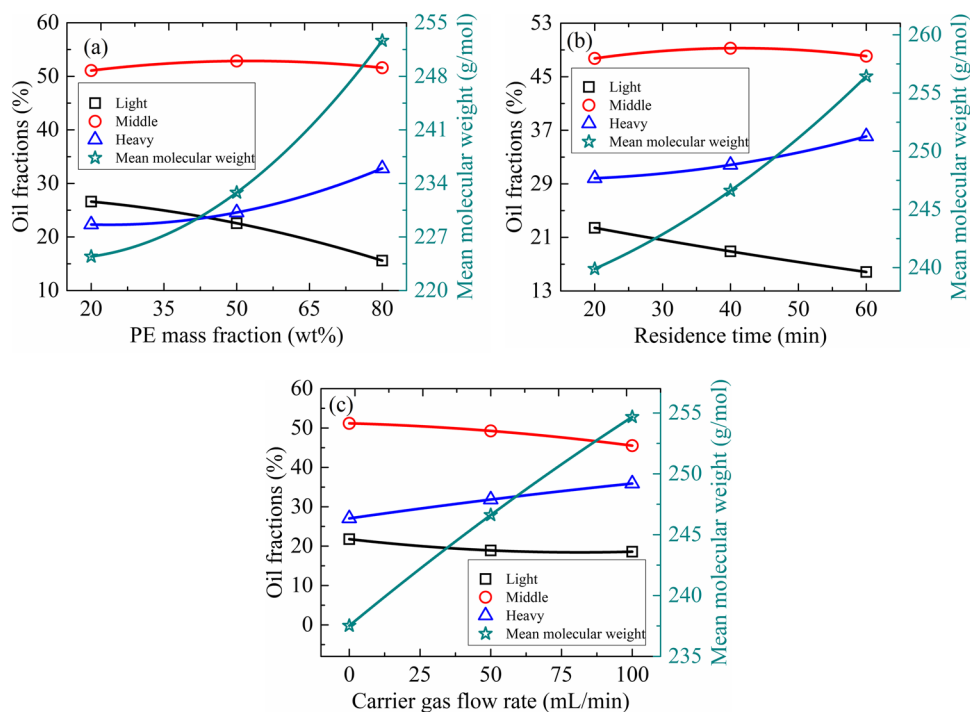 (a)
Oil fractions (%)
60
50
40
30
20
10
Light
Middle
Heavy
Mean molecular weight
255
248
241
234
227
220
Mean molecular weight (g/mol)
20 35 50 65 80
PE mass fraction (wt%)
(b)
Oil fractions (%)
53
45
37
29
21
13
Light
Middle
Heavy
Mean molecular weight
260
255
250
245
240
Mean molecular weight (g/mol)
20 30 40 50 60
Residence time (min)
(c)
Oil fractions (%)
60
50
40
30
20
10
0
Light
Middle
Heavy
Mean molecular weight
255
250
245
240
235
Mean molecular weight (g/mol)
0 25 50 75 100
Carrier gas flow rate (mL/min)